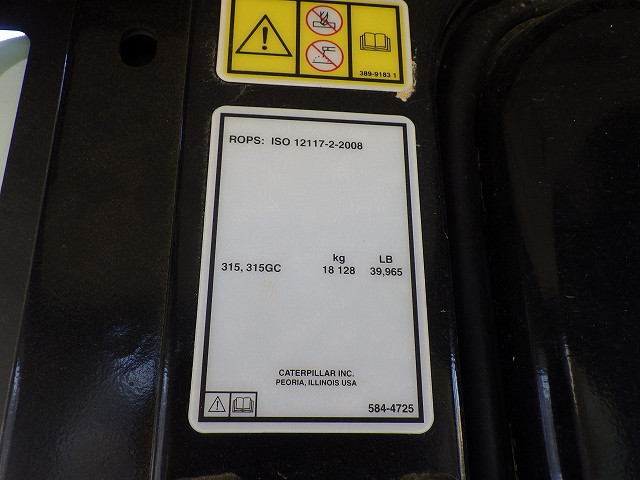 389-9183 1
ROPS: ISO 12117-2-2008
kg LB
315, 315GC 18 128 39,965
CATERPILLAR INC.
PEORIA, ILLINOIS USA
584-4725